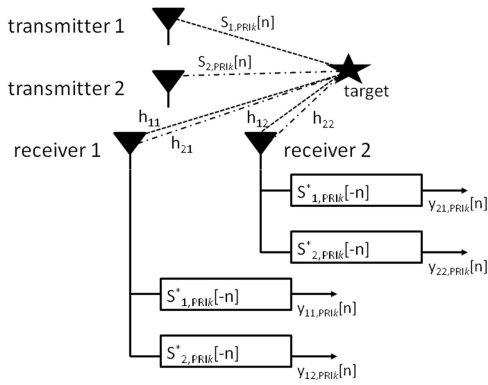 transmitter 1
S1,PRIk[n]
transmitter 2
S2,PRIk[n]
target
h11
h21
h12
h22
receiver 1
receiver 2
S*1,PRIk[-n]
y21,PRIk[n]
S*2,PRIk[-n]
y22,PRIk[n]
S*1,PRIk[-n]
y11,PRIk[n]
S*2,PRIk[-n]
y12,PRIk[n]